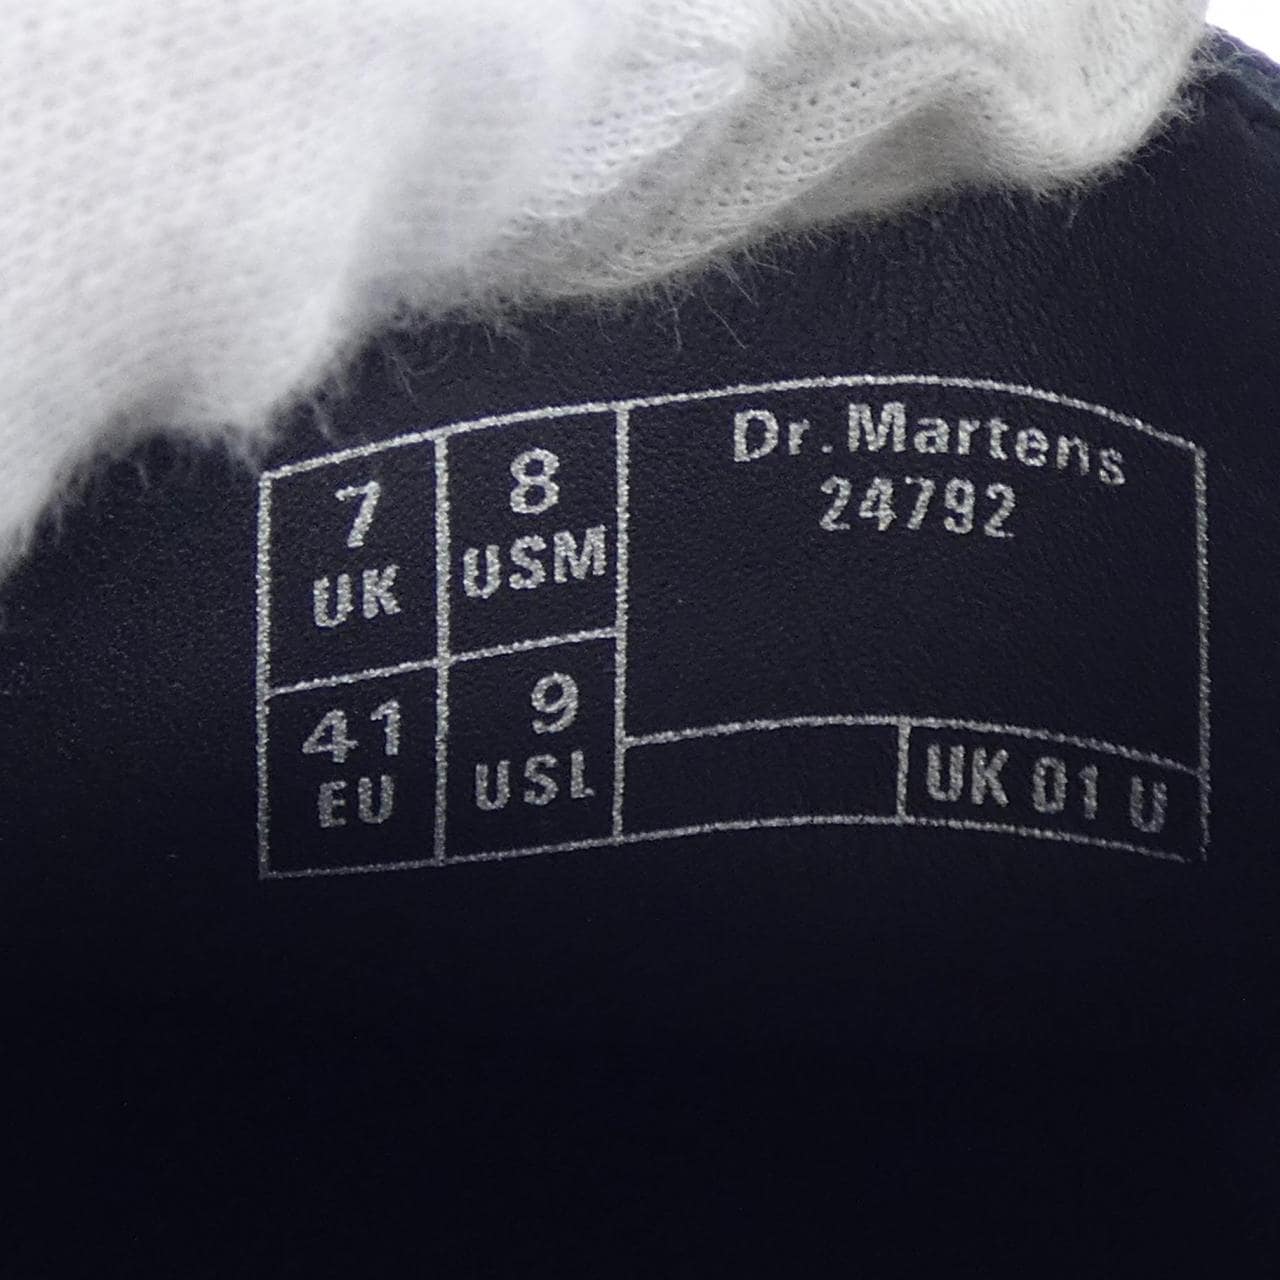 7
UK
8
USM
41
EU
9
USL
Dr. Martens
24792
UK 01 U